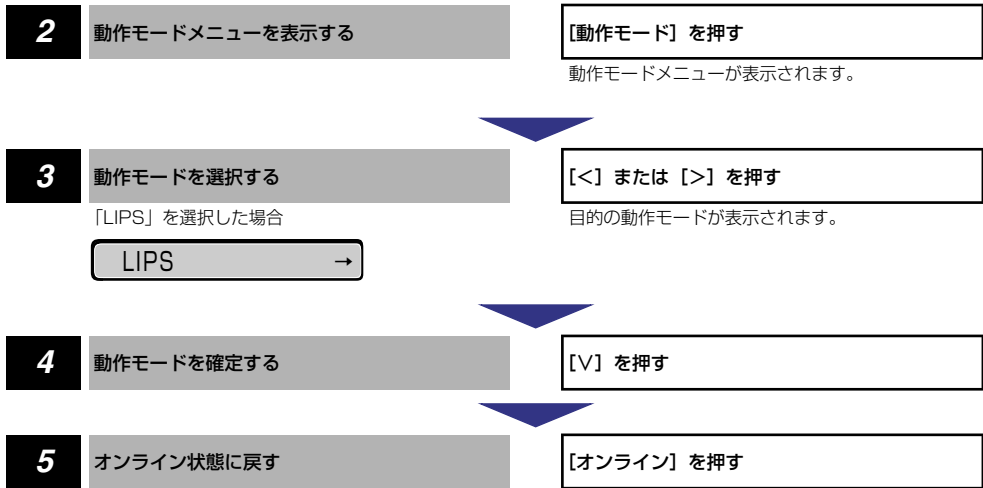 2 動作モードメニューを表示する [動作モード] を押す
動作モードメニューが表示されます。
3 動作モードを選択する [<] または [>] を押す
「LIPS」を選択した場合 目的の動作モードが表示されます。
LIPS →
4 動作モードを確定する [∨] を押す
5 オンライン状態に戻す [オンライン] を押す